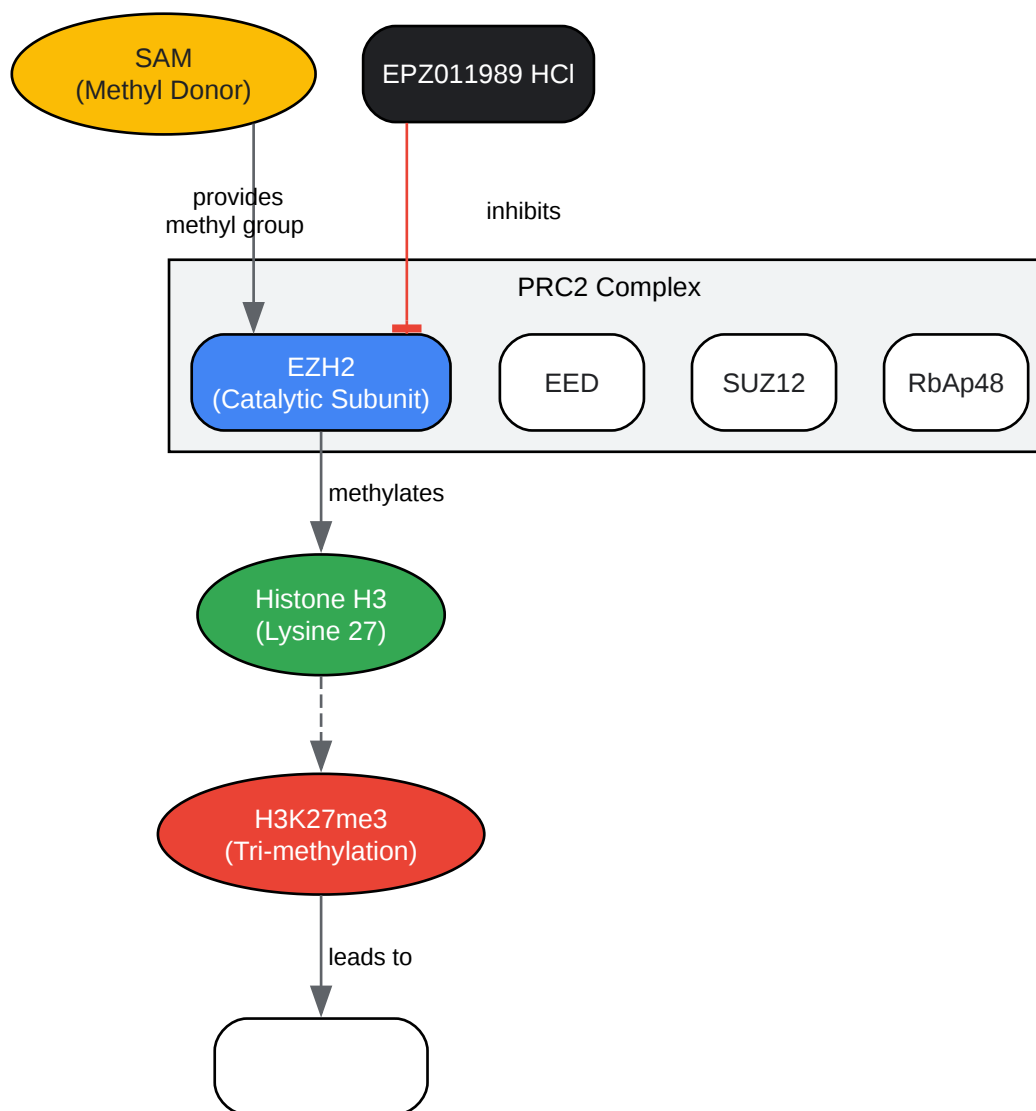 SAM
(Methyl Donor)
EPZ011989 HCl
provides
methyl group
inhibits
PRC2 Complex
EZH2
(Catalytic Subunit)
EED
SUZ12
RbAp48
methylates
Histone H3
(Lysine 27)
H3K27me3
(Tri-methylation)
leads to